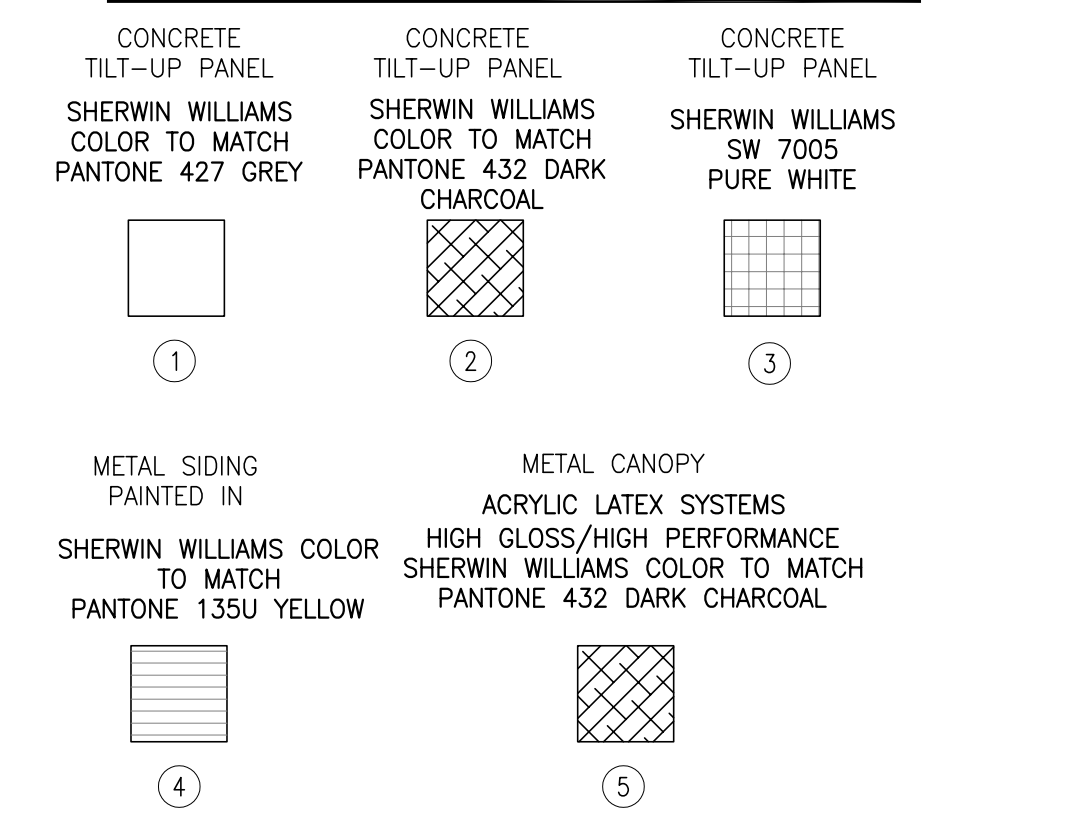 CONCRETE
TILT-UP PANEL
SHERWIN WILLIAMS
COLOR TO MATCH
PANTONE 427 GREY
1
CONCRETE
TILT-UP PANEL
SHERWIN WILLIAMS
COLOR TO MATCH
PANTONE 432 DARK
CHARCOAL
2
CONCRETE
TILT-UP PANEL
SHERWIN WILLIAMS
SW 7005
PURE WHITE
3
METAL SIDING
PAINTED IN
SHERWIN WILLIAMS COLOR
TO MATCH
PANTONE 135U YELLOW
4
METAL CANOPY
ACRYLIC LATEX SYSTEMS
HIGH GLOSS/HIGH PERFORMANCE
SHERWIN WILLIAMS COLOR TO MATCH
PANTONE 432 DARK CHARCOAL
5